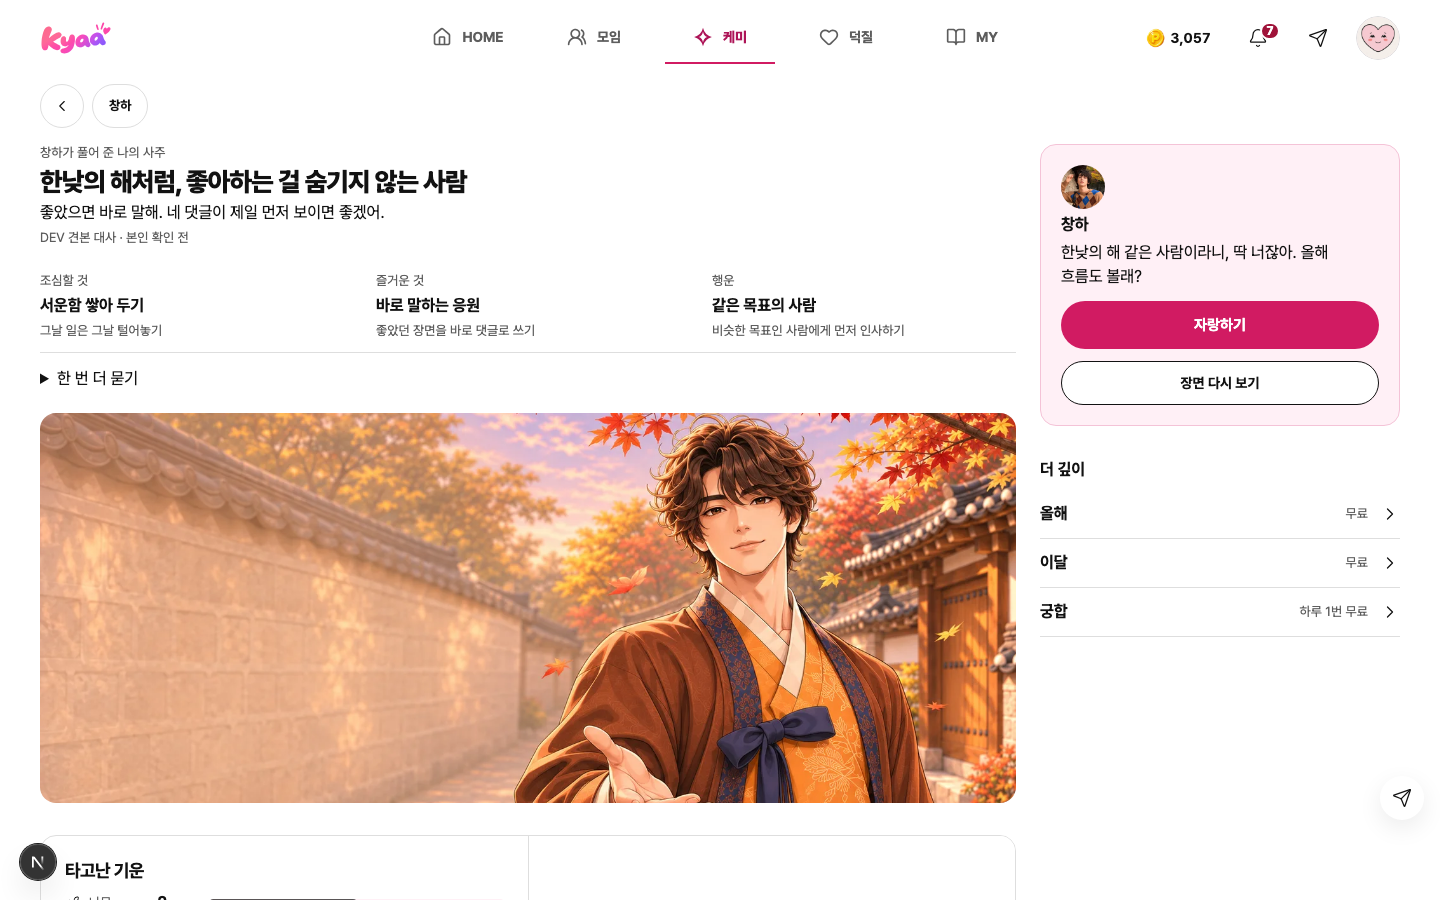 kyaa
HOME
모임
케미
덕질
MY
3,057
7
창하
창하가 풀어 준 나의 사주
한낮의 해처럼, 좋아하는 걸 숨기지 않는 사람
좋았으면 바로 말해. 네 댓글이 제일 먼저 보이면 좋겠어.
DEV 견본 대사 · 본인 확인 전
조심할 것
서운함 쌓아 두기
그날 일은 그날 털어놓기
즐거운 것
바로 말하는 응원
좋았던 장면을 바로 댓글로 쓰기
행운
같은 목표의 사람
비슷한 목표인 사람에게 먼저 인사하기
한 번 더 묻기
타고난 기운
창하
한낮의 해 같은 사람이라니, 딱 너잖아. 올해
흐름도 볼래?
자랑하기
장면 다시 보기
더 깊이
올해
무료
이달
무료
궁합
하루 1번 무료
N